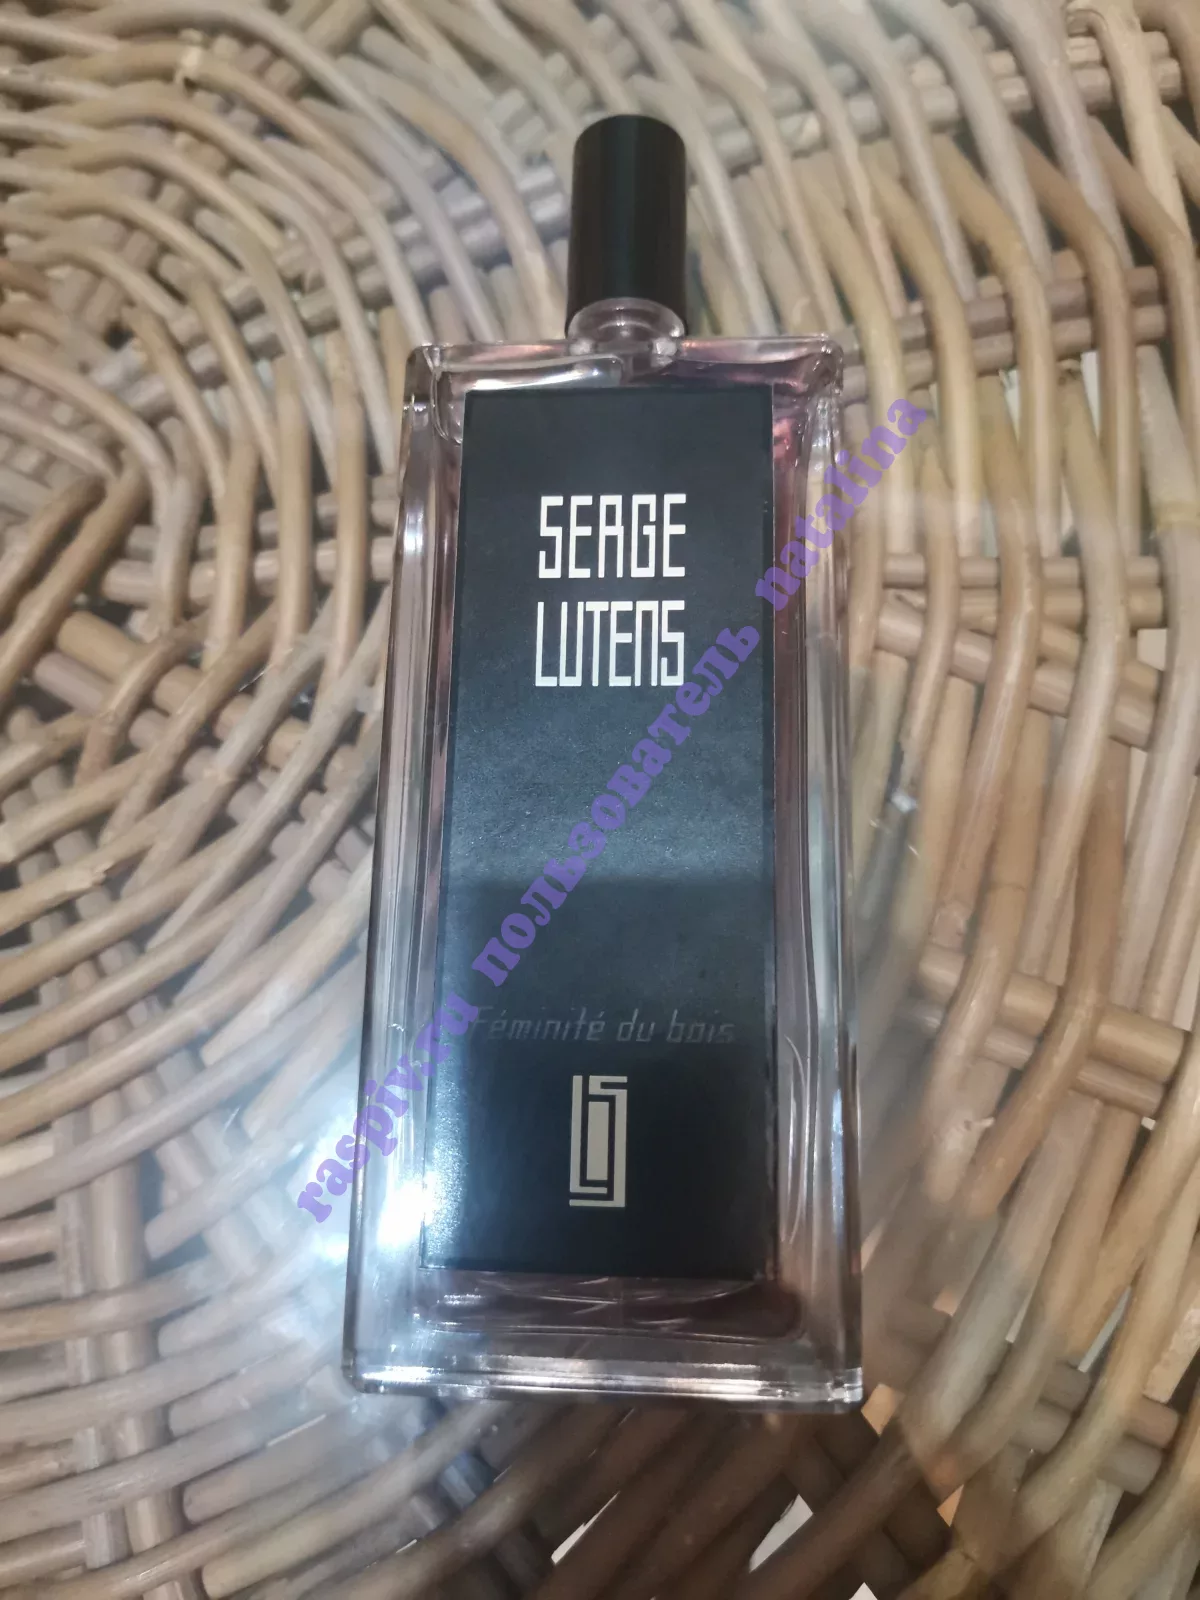 SERGE
LUTENS
Féminité du bois
raspiv.ru пользователь natalina